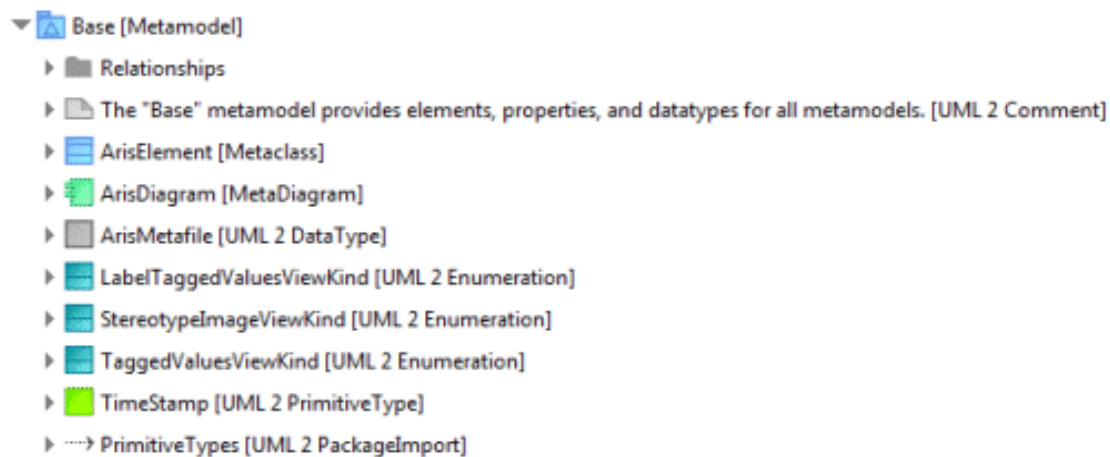 Base [Metamodel]
Relationships
The "Base" metamodel provides elements, properties, and datatypes for all metamodels. [UML 2 Comment]
ArisElement [Metaclass]
ArisDiagram [MetaDiagram]
ArisMetafile [UML 2 DataType]
LabelTaggedValuesViewKind [UML 2 Enumeration]
StereotypeImageViewKind [UML 2 Enumeration]
TaggedValuesViewKind [UML 2 Enumeration]
TimeStamp [UML 2 PrimitiveType]
PrimitiveTypes [UML 2 PackageImport]